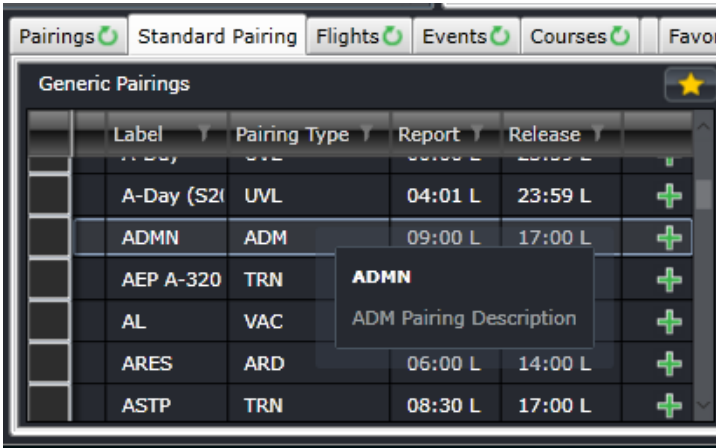 Pairings Standard Pairing Flights Events Courses Favo
Generic Pairings
Label Pairing Type Report Release
A-Day (S20 UVL 04:01 L 23:59 L
ADMN ADM 09:00 L 17:00 L
AEP A-320 TRN
ADMN
ADM Pairing Description
AL VAC
ARES ARD 06:00 L 14:00 L
ASTP TRN 08:30 L 17:00 L